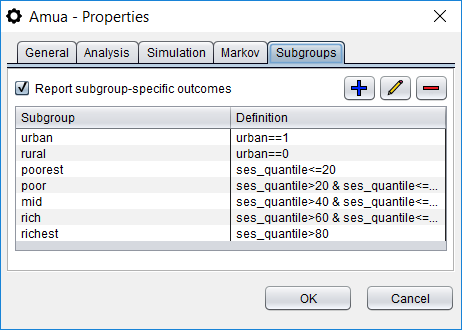 Amua - Properties
General Analysis Simulation Markov Subgroups
Report subgroup-specific outcomes
Subgroup Definition
urban urban==1
rural urban==0
poorest ses_quantile<=20
poor ses_quantile>20 & ses_quantile<=...
mid ses_quantile>40 & ses_quantile<=...
rich ses_quantile>60 & ses_quantile<=...
richest ses_quantile>80
OK Cancel